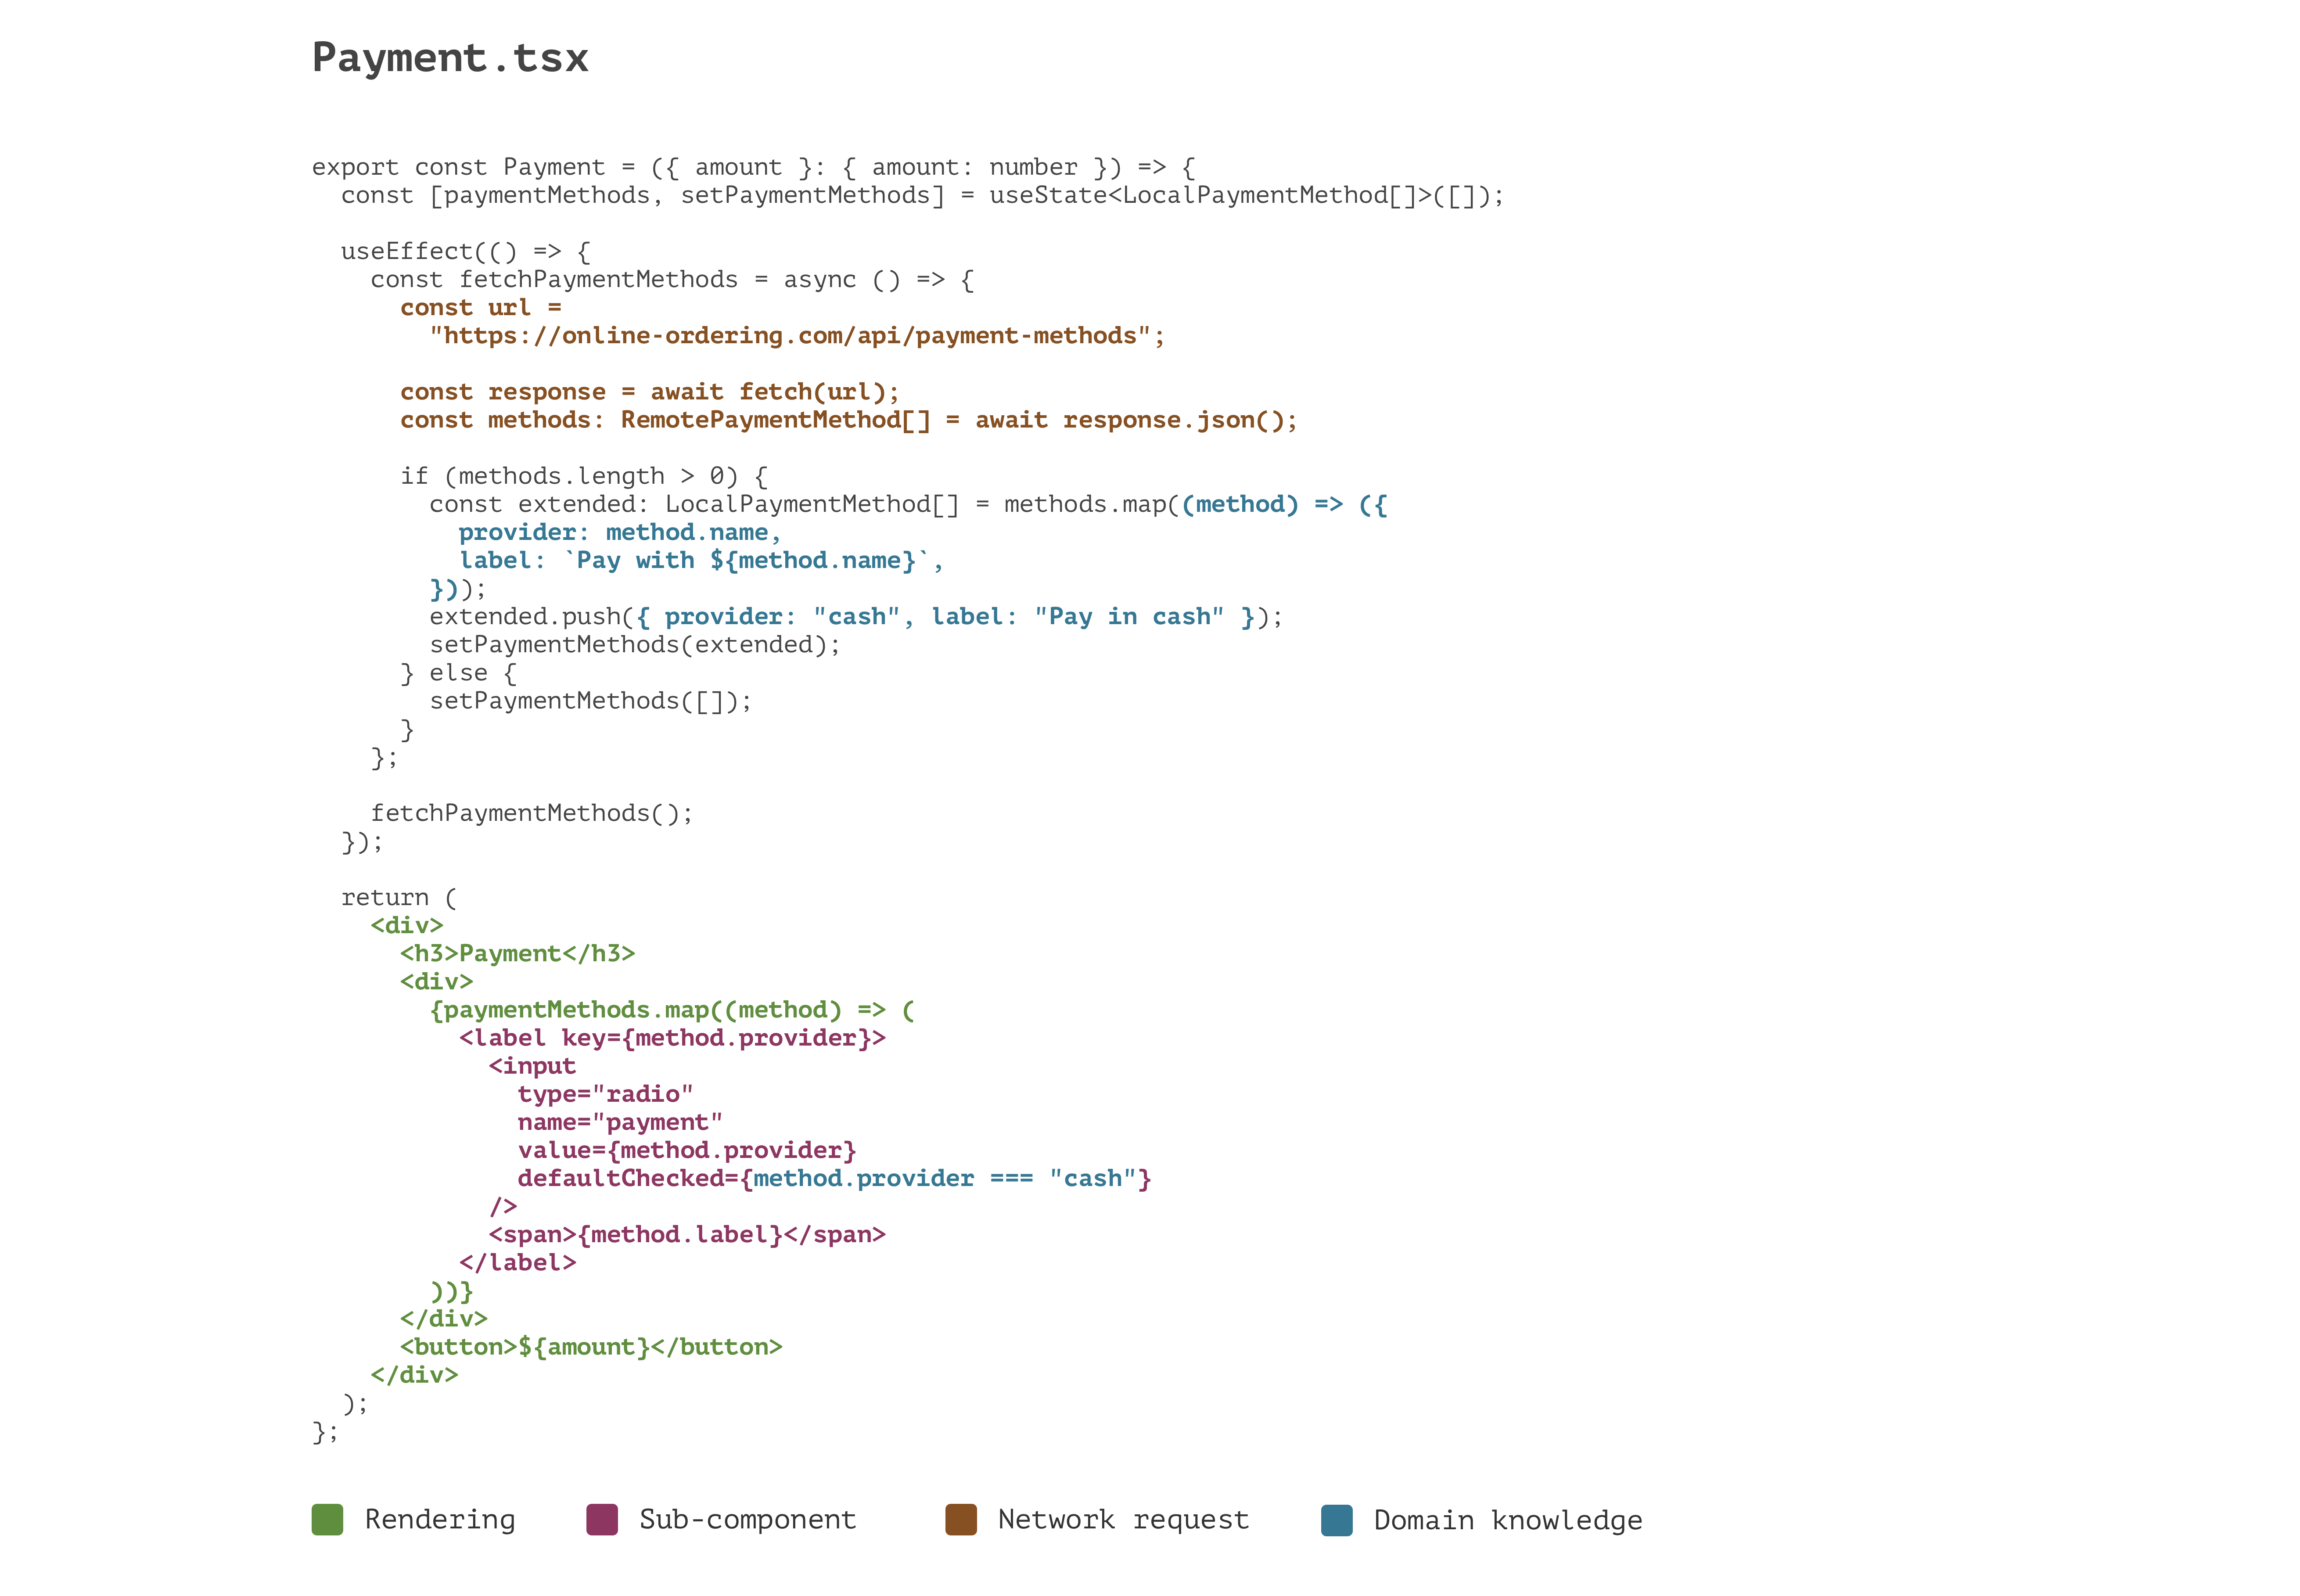 Payment.tsx
export const Payment = ({ amount }: { amount: number }) => {
  const [paymentMethods, setPaymentMethods] = useState<LocalPaymentMethod[]>([]);
  useEffect(() => {
    const fetchPaymentMethods = async () => {
      const url =
        "https://online-ordering.com/api/payment-methods";
      const response = await fetch(url);
      const methods: RemotePaymentMethod[] = await response.json();
      if (methods.length > 0) {
        const extended: LocalPaymentMethod[] = methods.map((method) => ({
          provider: method.name,
          label: `Pay with ${method.name}`,
        }));
        extended.push({ provider: "cash", label: "Pay in cash" });
        setPaymentMethods(extended);
      } else {
        setPaymentMethods([]);
      }
    };
    fetchPaymentMethods();
  });
  return (
    <div>
      <h3>Payment</h3>
      <div>
        {paymentMethods.map((method) => (
          <label key={method.provider}>
            <input
              type="radio"
              name="payment"
              value={method.provider}
              defaultChecked={method.provider === "cash"}
            />
            <span>{method.label}</span>
          </label>
        ))}
      </div>
      <button>${amount}</button>
    </div>
  );
};
Rendering Sub-component Network request Domain knowledge